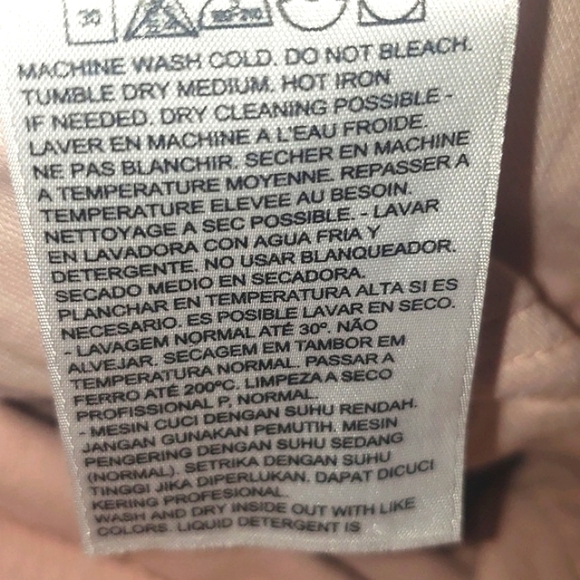 30
MACHINE WASH COLD. DO NOT BLEACH.
TUMBLE DRY MEDIUM. HOT IRON
IF NEEDED. DRY CLEANING POSSIBLE -
LAVER EN MACHINE A L'EAU FROIDE
NE PAS BLANCHIR. SECHER EN MACHINE
A TEMPERATURE MOYENNE. REPASSER A
TEMPERATURE ELEVEE AU BESOIN.
NETTOYAGE A SEC POSSIBLE. - LAVAR
EN LAVADORA CON AGUA FRIA Y
DETERGENTE. NO USAR BLANQUEADOR.
SECADO MEDIO EN SECADORA.
PLANCHAR EN TEMPERATURA ALTA SI ES
NECESARIO. ES POSIBLE LAVAR EN SECO.
- LAVAGEM NORMAL ATÉ 30º. NÃO
ALVEJAR. SECAGEM EM TAMBOR EM
TEMPERATURA NORMAL. PASSAR A
FERRO ATÉ 200ºC. LIMPEZA A SECO
PROFISSIONAL P, NORMAL.
- MESIN CUCI DENGAN SUHU RENDAH.
JANGAN GUNAKAN PEMUTIH. MESIN
PENGERING DENGAN SUHU SEDANG
(NORMAL). SETRIKA DENGAN SUHU
TINGGI JIKA DIPERLUKAN. DAPAT DICUCI
KERING PROFESIONAL.
WASH AND DRY INSIDE OUT WITH LIKE
COLORS. LIQUID DETERGENT IS